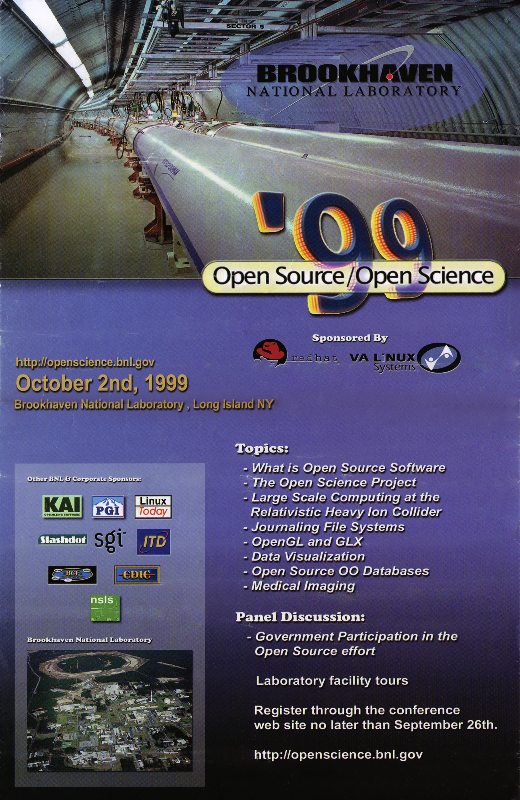 SECTOR 5
BROOKHAVEN
NATIONAL LABORATORY
'99
Open Source/Open Science
Sponsored By
redhat
VA LINUX
Systems
http://openscience.bnl.gov
October 2nd, 1999
Brookhaven National Laboratory , Long Island NY
Topics:
- What is Open Source Software
- The Open Science Project
- Large Scale Computing at the
Relativistic Heavy Ion Collider
- Journaling File Systems
- OpenGL and GLX
- Data Visualization
- Open Source OO Databases
- Medical Imaging
Panel Discussion:
- Government Participation in the
Open Source effort
Laboratory facility tours
Register through the conference
web site no later than September 26th.
http://openscience.bnl.gov
Other BNL & Corporate Sponsors:
KAI
PGI
Linux
Today
Slashdot
sgi
ITD
CDIC
nsls
Brookhaven National Laboratory